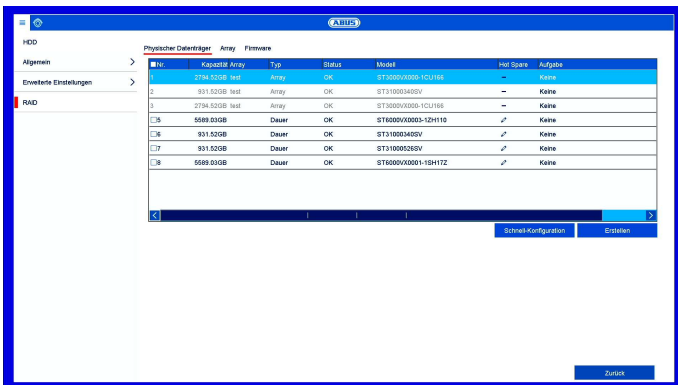 ABUS
HDD
Allgemein
Erweiterte Einstellungen
RAID
Physischer Datenträger Array Firmware
Nr. Kapazität Array Typ Status Modell Hot Spare Aufgabe
1 2794.52GB test Array OK ST3000VX000-1CU166 – Keine
2 931.52GB test Array OK ST31000340SV – Keine
3 2794.52GB test Array OK ST3000VX000-1CU166 – Keine
5 5589.03GB Dauer OK ST6000VX0003-1ZH110 Keine
6 931.52GB Dauer OK ST31000340SV Keine
7 931.52GB Dauer OK ST31000526SV Keine
8 5589.03GB Dauer OK ST6000VX0001-1SH17Z Keine
Schnell-Konfiguration Erstellen
Zurück